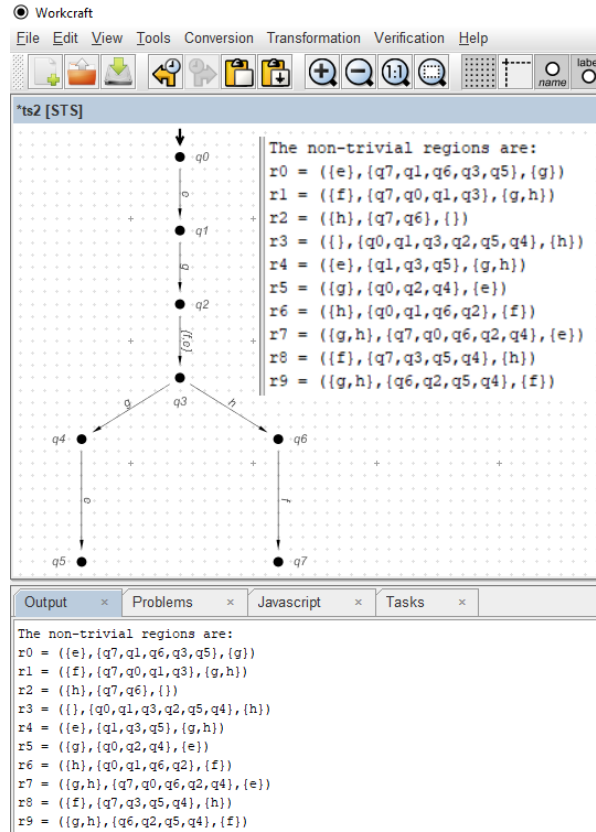 Workcraft
File Edit View Tools Conversion Transformation Verification Help
1:1
name
labe
*ts2 [STS]
q0
e
q1
g
q2
{f,e}
q3
g
h
q4
q6
e
f
q5
q7
The non-trivial regions are:
r0 = ({e},{q7,q1,q6,q3,q5},{g})
r1 = ({f},{q7,q0,q1,q3},{g,h})
r2 = ({h},{q7,q6},{})
r3 = ({},{q0,q1,q3,q2,q5,q4},{h})
r4 = ({e},{q1,q3,q5},{g,h})
r5 = ({g},{q0,q2,q4},{e})
r6 = ({h},{q0,q1,q6,q2},{f})
r7 = ({g,h},{q7,q0,q6,q2,q4},{e})
r8 = ({f},{q7,q3,q5,q4},{h})
r9 = ({g,h},{q6,q2,q5,q4},{f})
Output × Problems × Javascript × Tasks ×
The non-trivial regions are:
r0 = ({e},{q7,q1,q6,q3,q5},{g})
r1 = ({f},{q7,q0,q1,q3},{g,h})
r2 = ({h},{q7,q6},{})
r3 = ({},{q0,q1,q3,q2,q5,q4},{h})
r4 = ({e},{q1,q3,q5},{g,h})
r5 = ({g},{q0,q2,q4},{e})
r6 = ({h},{q0,q1,q6,q2},{f})
r7 = ({g,h},{q7,q0,q6,q2,q4},{e})
r8 = ({f},{q7,q3,q5,q4},{h})
r9 = ({g,h},{q6,q2,q5,q4},{f})